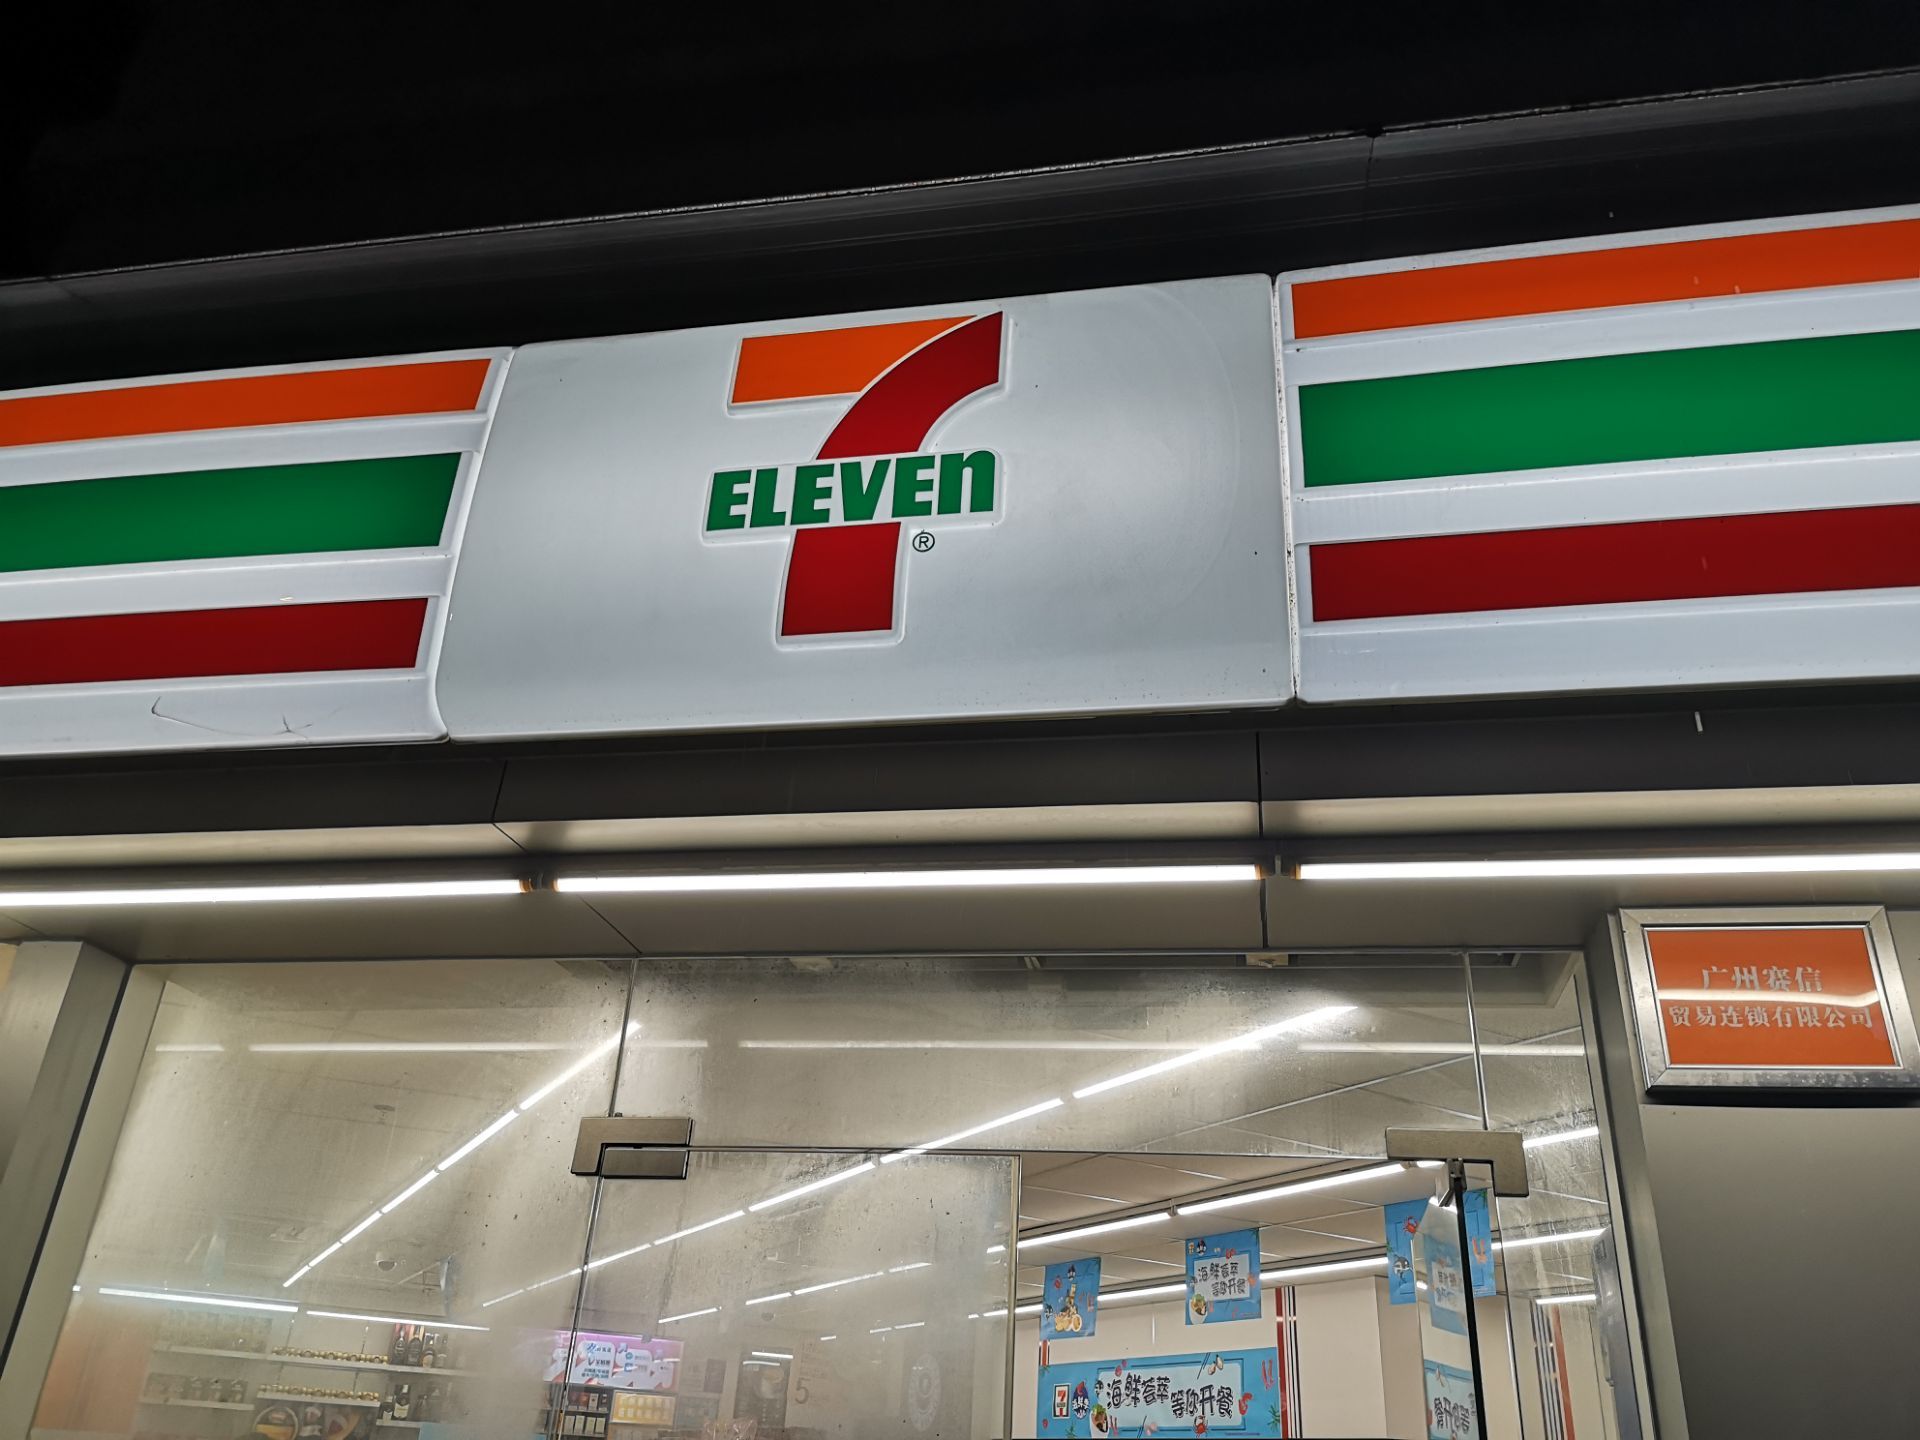 7
ELEVEn
®
广州赛信
贸易连锁有限公司
海鲜荟萃
等你开餐
海鲜荟萃 等你开餐